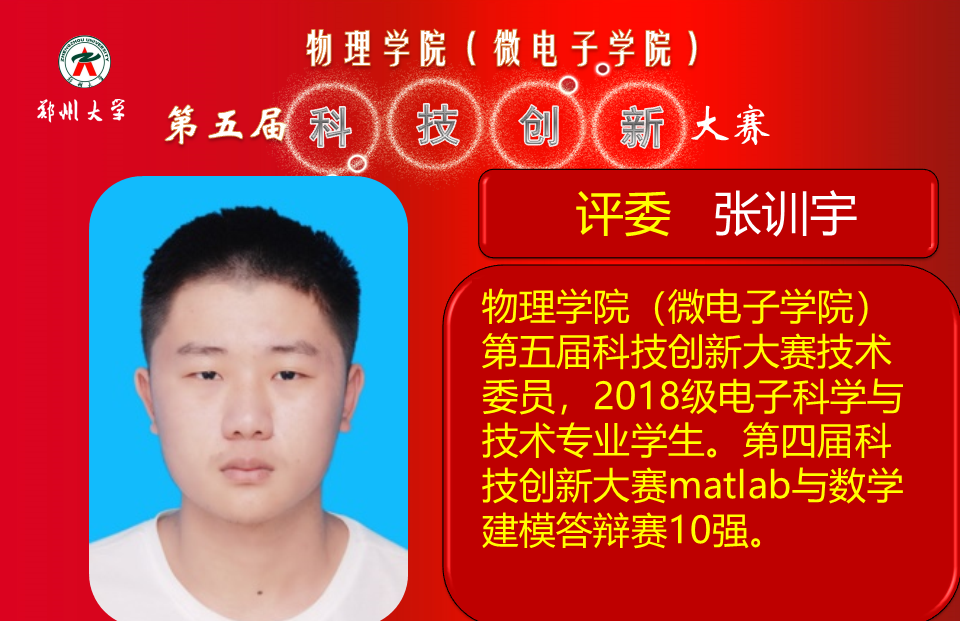 物理学院（微电子学院）
ZHENGZHOU UNIVERSITY
郑州大学
第五届科技创新大赛
评委 张训宇
物理学院（微电子学院）
第五届科技创新大赛技术
委员，2018级电子科学与
技术专业学生。第四届科
技创新大赛matlab与数学
建模答辩赛10强。